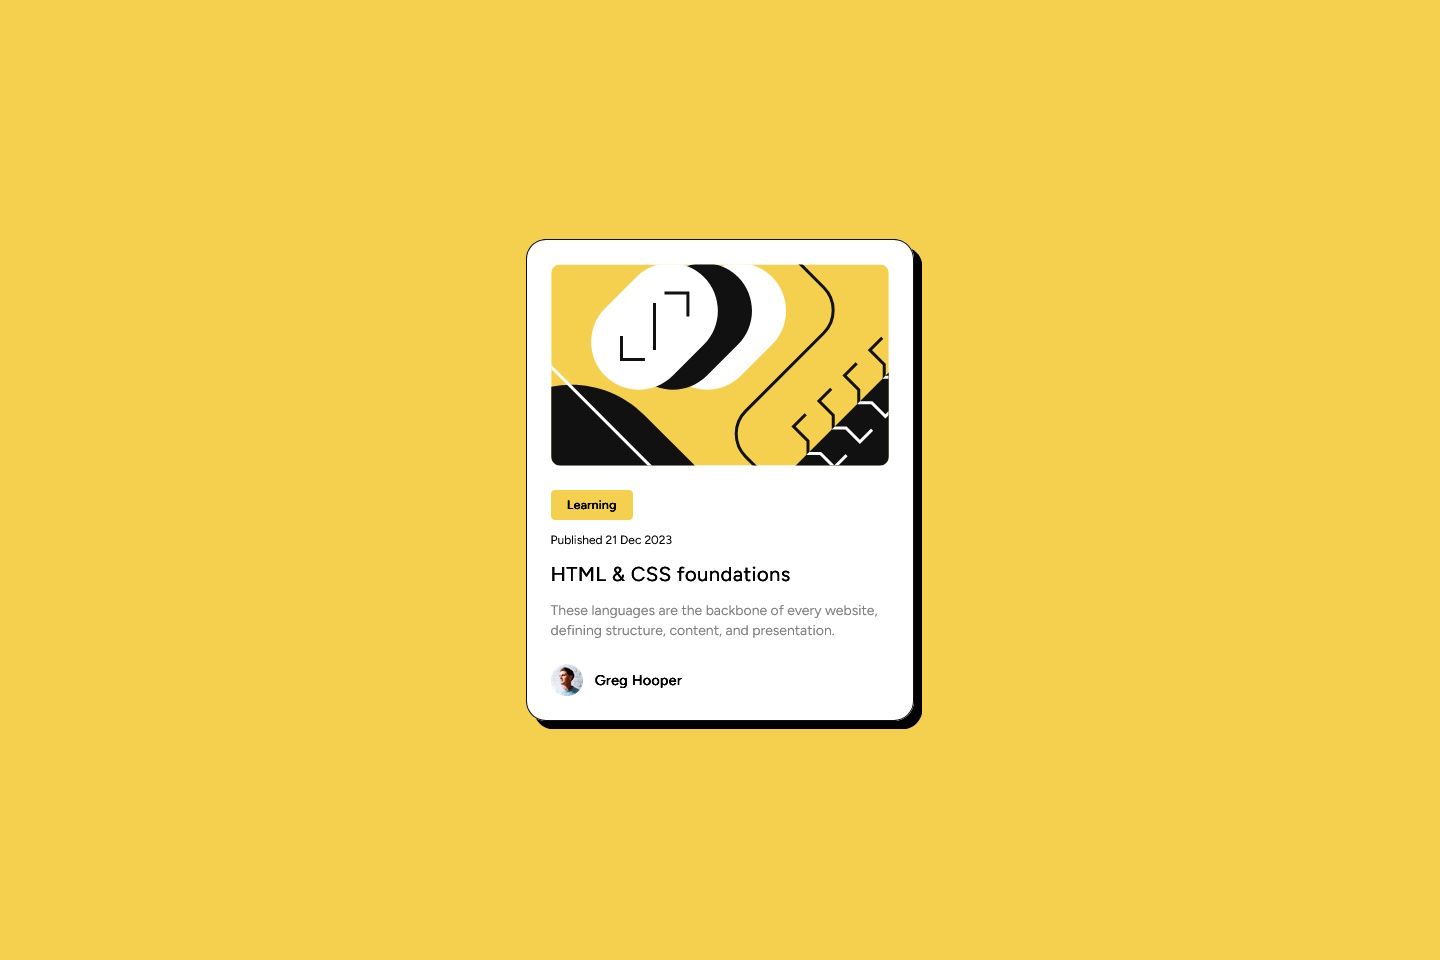 Learning
Published 21 Dec 2023
HTML & CSS foundations
These languages are the backbone of every website,
defining structure, content, and presentation.
Greg Hooper